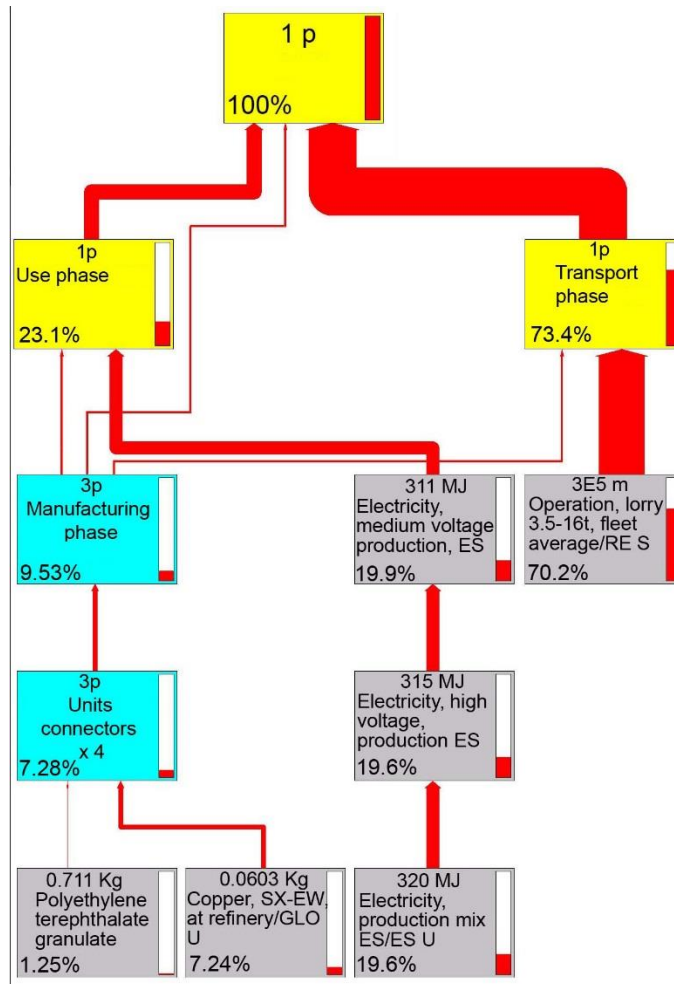 1 p
100%
1p
Use phase
23.1%
1p
Transport
phase
73.4%
3p
Manufacturing
phase
9.53%
311 MJ
Electricity,
medium voltage
production, ES
19.9%
3E5 m
Operation, lorry
3.5-16t, fleet
average/RE S
70.2%
3p
Units
connectors
x 4
7.28%
315 MJ
Electricity, high
voltage,
production ES
19.6%
0.711 Kg
Polyethylene
terephthalate
granulate
1.25%
0.0603 Kg
Copper, SX-EW,
at refinery/GLO
U
7.24%
320 MJ
Electricity,
production mix
ES/ES U
19.6%